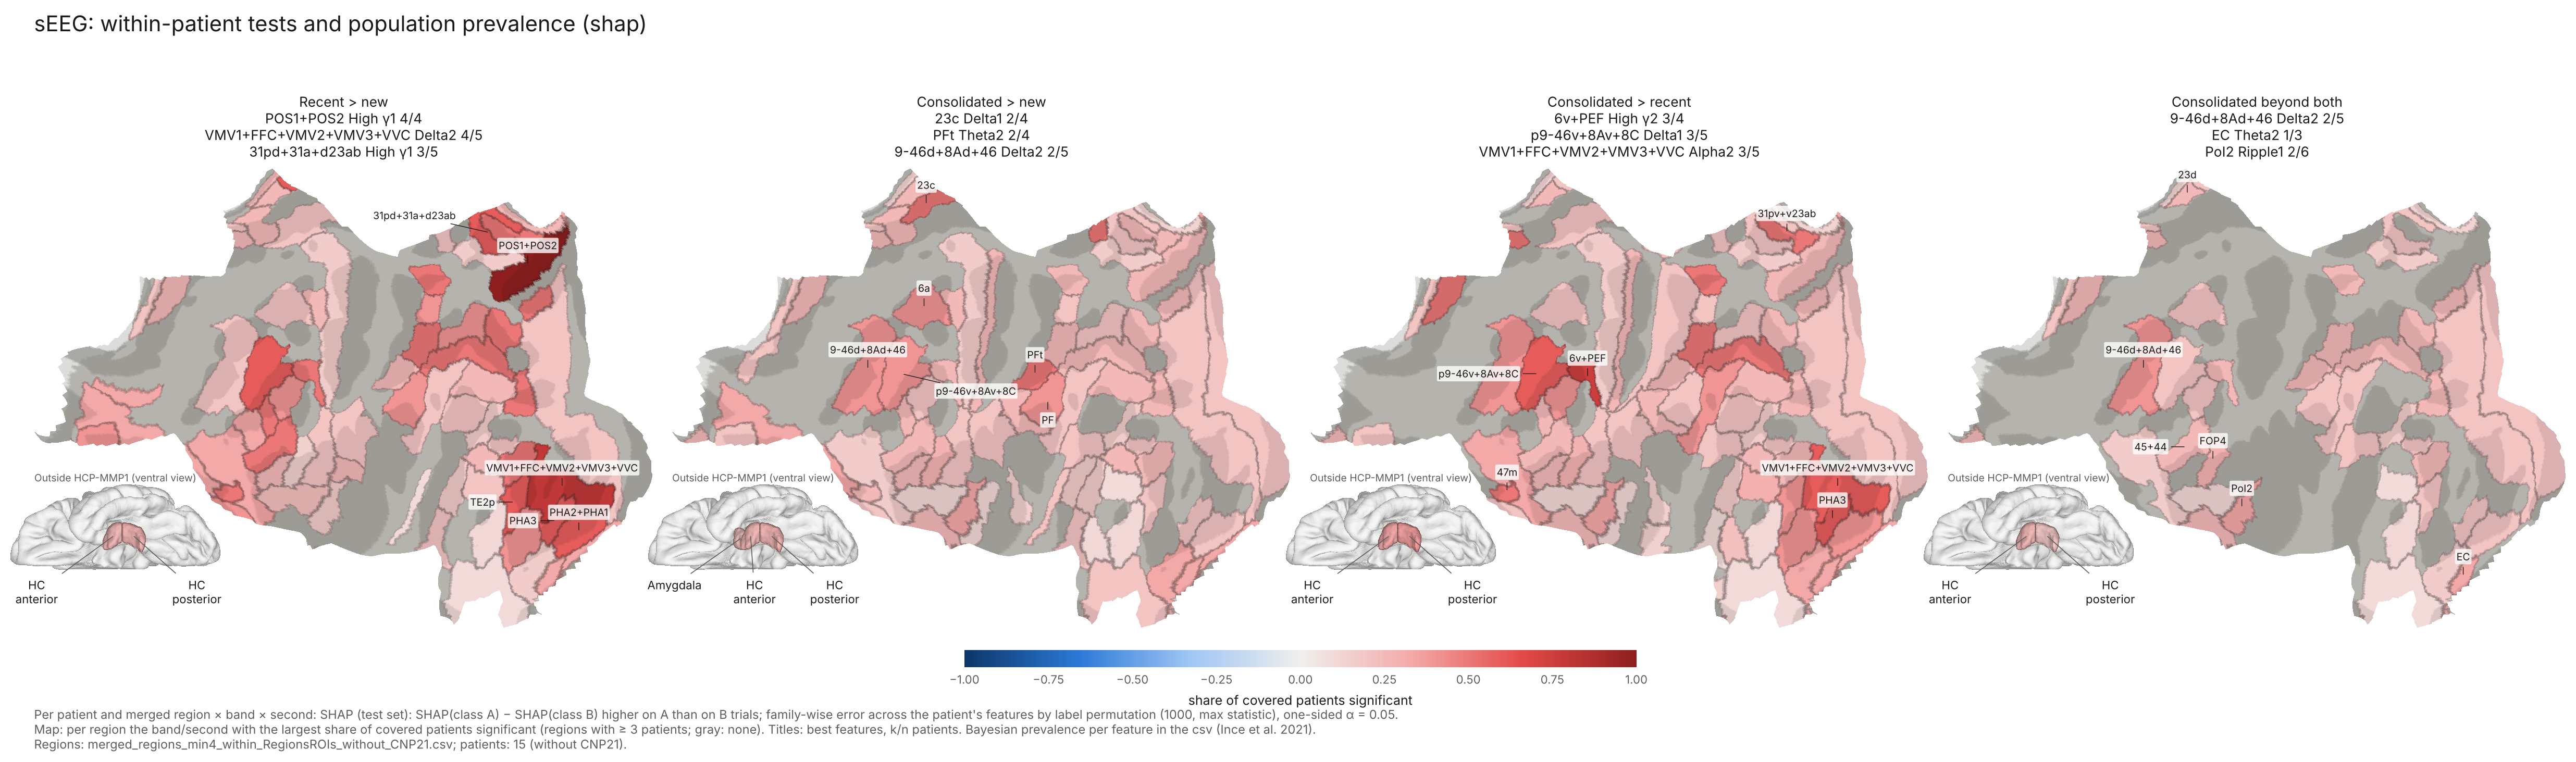 sEEG: within-patient tests and population prevalence (shap)
Recent > new
POS1+POS2 High γ1 4/4
VMV1+FFC+VMV2+VMV3+VVC Delta2 4/5
31pd+31a+d23ab High γ1 3/5
31pd+31a+d23ab
POS1+POS2
VMV1+FFC+VMV2+VMV3+VVC
TE2p
PHA3
PHA2+PHA1
Outside HCP-MMP1 (ventral view)
HC
anterior
HC
posterior
Consolidated > new
23c Delta1 2/4
PFt Theta2 2/4
9-46d+8Ad+46 Delta2 2/5
23c
6a
9-46d+8Ad+46
PFt
p9-46v+8Av+8C
PF
Outside HCP-MMP1 (ventral view)
Amygdala
HC
anterior
HC
posterior
Consolidated > recent
6v+PEF High γ2 3/4
p9-46v+8Av+8C Delta1 3/5
VMV1+FFC+VMV2+VMV3+VVC Alpha2 3/5
31pv+v23ab
6v+PEF
p9-46v+8Av+8C
47m
VMV1+FFC+VMV2+VMV3+VVC
PHA3
Outside HCP-MMP1 (ventral view)
HC
anterior
HC
posterior
Consolidated beyond both
9-46d+8Ad+46 Delta2 2/5
EC Theta2 1/3
PoI2 Ripple1 2/6
23d
9-46d+8Ad+46
45+44
FOP4
PoI2
EC
Outside HCP-MMP1 (ventral view)
HC
anterior
HC
posterior
−1.00 −0.75 −0.50 −0.25 0.00 0.25 0.50 0.75 1.00
share of covered patients significant
Per patient and merged region × band × second: SHAP (test set): SHAP(class A) − SHAP(class B) higher on A than on B trials; family-wise error across the patient's features by label permutation (1000, max statistic), one-sided α = 0.05.
Map: per region the band/second with the largest share of covered patients significant (regions with ≥ 3 patients; gray: none). Titles: best features, k/n patients. Bayesian prevalence per feature in the csv (Ince et al. 2021).
Regions: merged_regions_min4_within_RegionsROIs_without_CNP21.csv; patients: 15 (without CNP21).